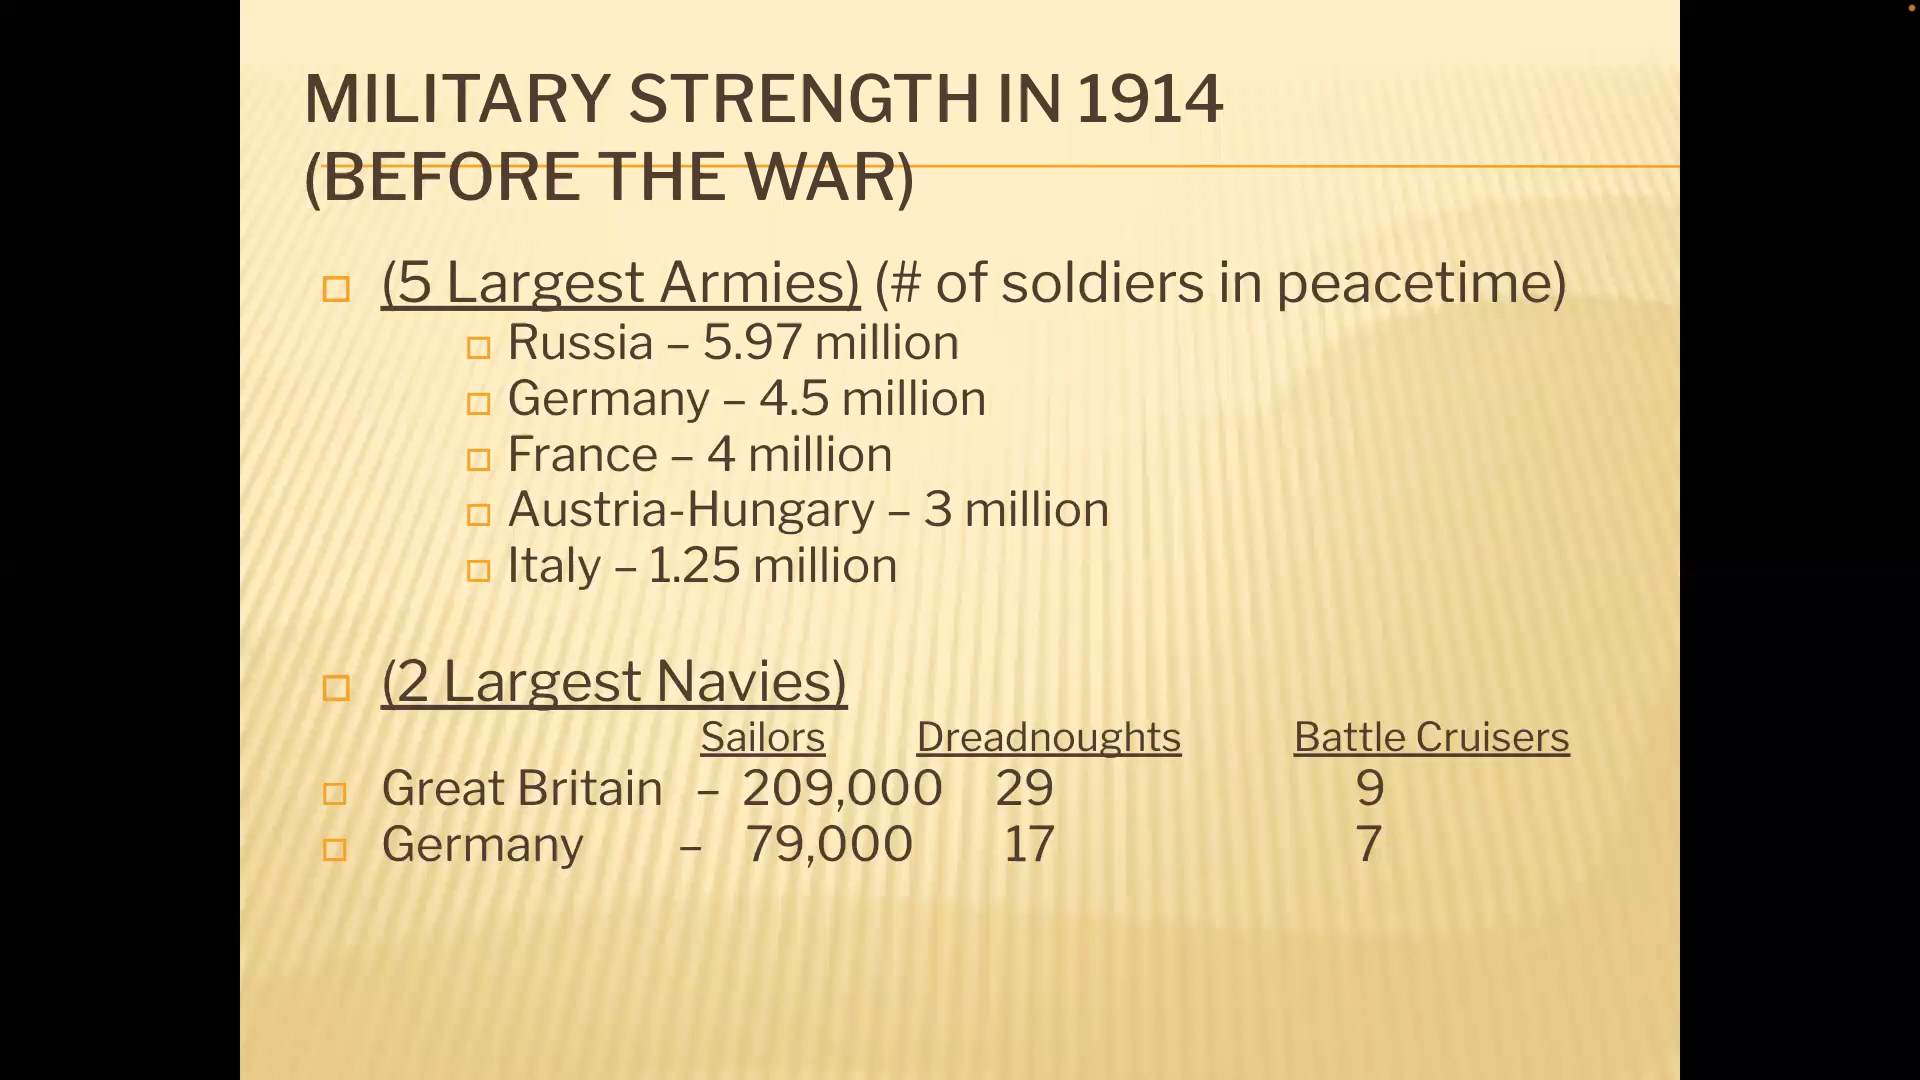 MILITARY STRENGTH IN 1914
(BEFORE THE WAR)
(5 Largest Armies) (# of soldiers in peacetime)
Russia – 5.97 million
Germany – 4.5 million
France – 4 million
Austria-Hungary – 3 million
Italy – 1.25 million
(2 Largest Navies)
Sailors Dreadnoughts Battle Cruisers
Great Britain – 209,000 29 9
Germany – 79,000 17 7